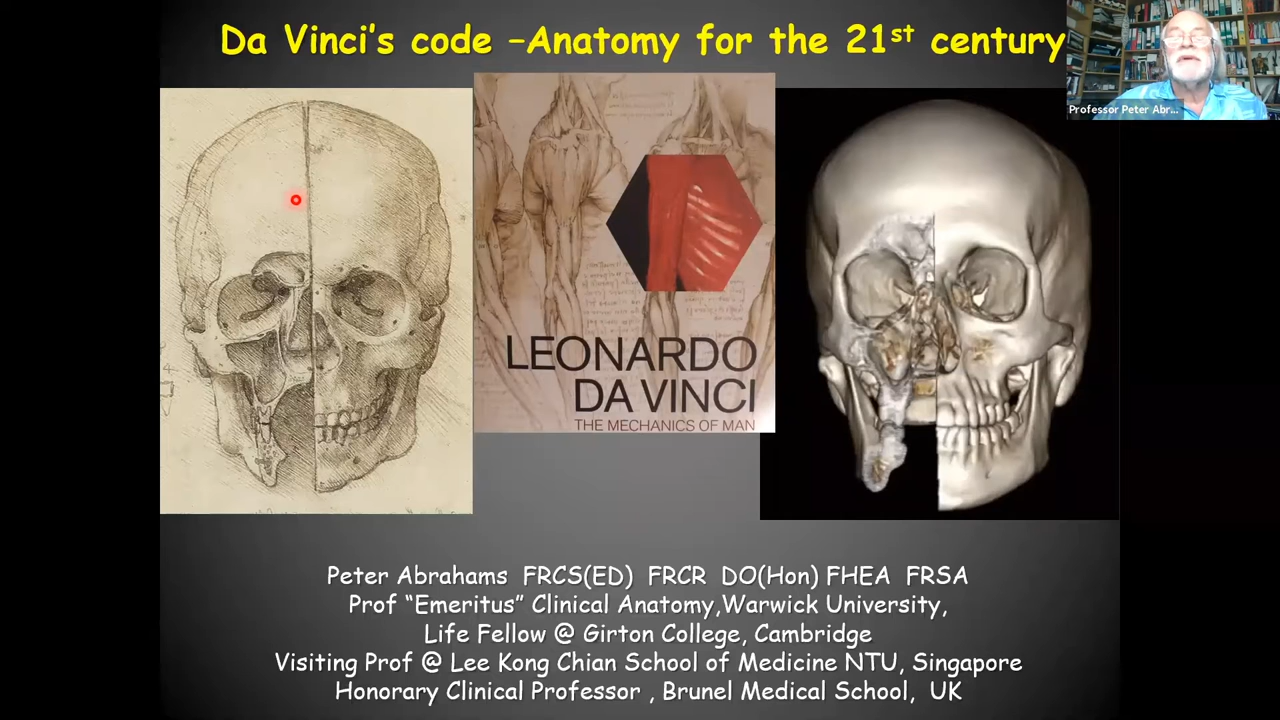 Da Vinci's code –Anatomy for the 21st century
Professor Peter Abr...
LEONARDO
DA VINCI
THE MECHANICS OF MAN
Peter Abrahams FRCS(ED) FRCR DO(Hon) FHEA FRSA
Prof “Emeritus” Clinical Anatomy,Warwick University,
Life Fellow @ Girton College, Cambridge
Visiting Prof @ Lee Kong Chian School of Medicine NTU, Singapore
Honorary Clinical Professor , Brunel Medical School, UK